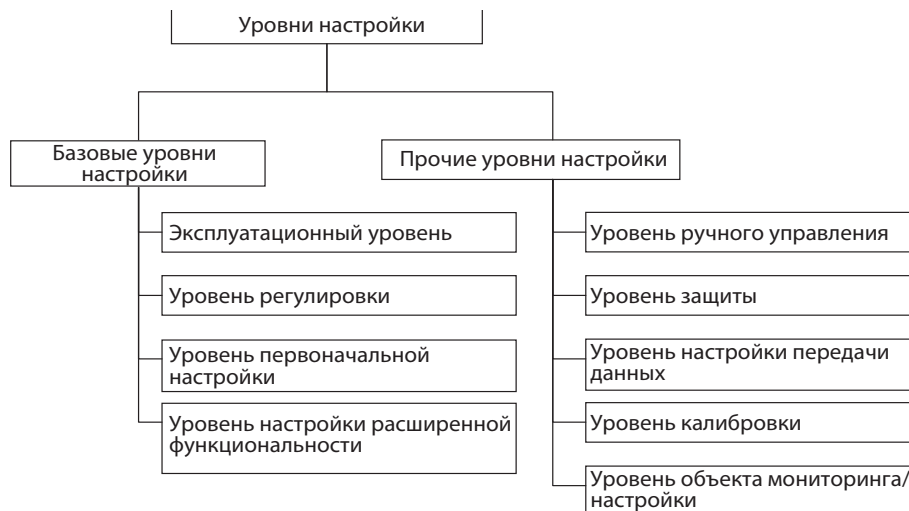 Уровни настройки
Базовые уровни
настройки
Эксплуатационный уровень
Уровень регулировки
Уровень первоначальной
настройки
Уровень настройки расширенной
функциональности
Прочие уровни настройки
Уровень ручного управления
Уровень защиты
Уровень настройки передачи
данных
Уровень калибровки
Уровень объекта мониторинга/
настройки